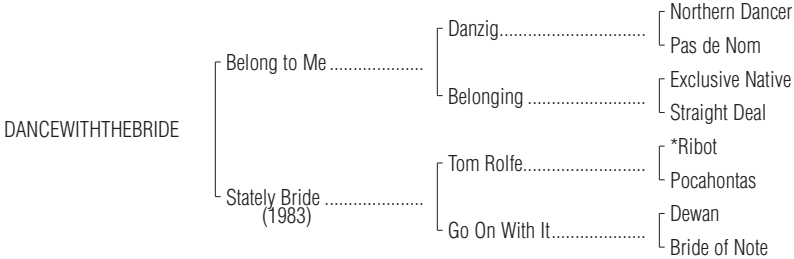 Northern Dancer
Danzig..............................
Pas de Nom
Belong to Me ....................
Exclusive Native
Belonging ........................
Straight Deal
DANCEWITHTHEBRIDE
*Ribot
Tom Rolfe.........................
Pocahontas
Stately Bride .....................
(1983)
Dewan
Go On With It....................
Bride of Note